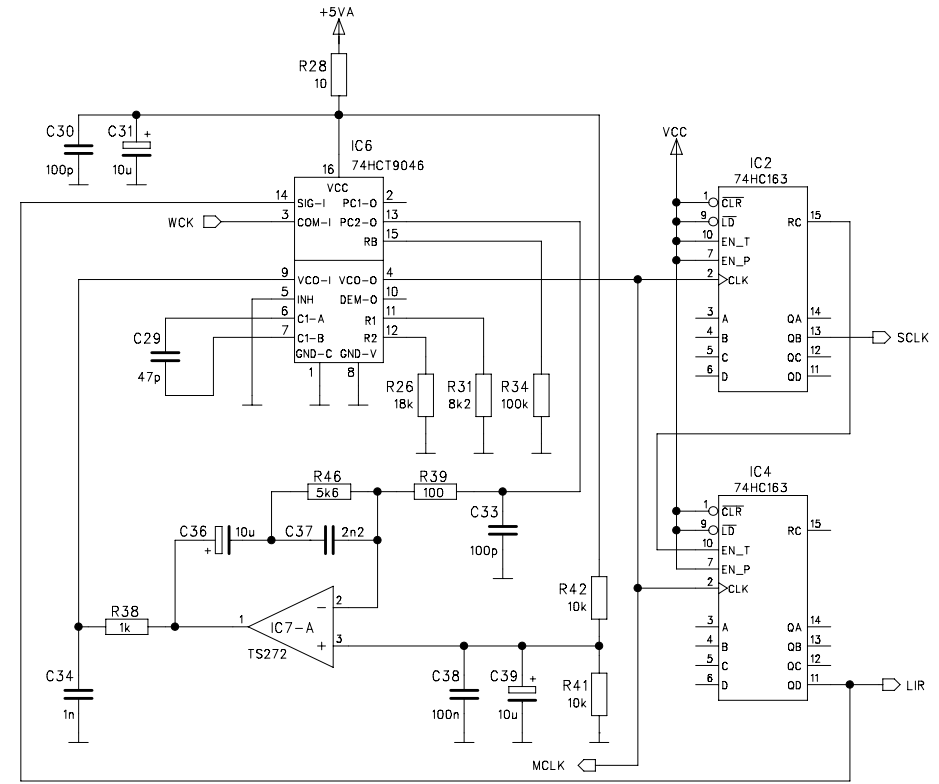 +5VA
R28
10
C30
100p
C31
+
10u
IC6
74HCT9046
16
VCC
14
SIG-I
PC1-O
2
WCK
3
COM-I
PC2-O
13
RB
15
9
VCO-I
VCO-O
4
5
INH
DEM-O
10
6
C1-A
R1
11
7
C1-B
R2
12
GND-C
GND-V
1
8
C29
47p
R26
18k
R31
8k2
R34
100k
VCC
IC2
74HC163
1
CLR
9
LD
RC
15
10
EN_T
7
EN_P
2
CLK
3
A
QA
14
4
B
QB
13
SCLK
5
C
QC
12
6
D
QD
11
R46
5k6
R39
100
C36
+
10u
C37
2n2
C33
100p
R38
1k
1
IC7-A
TS272
−
2
+
3
C34
1n
C38
100n
C39
+
10u
R42
10k
R41
10k
MCLK
IC4
74HC163
1
CLR
9
LD
RC
15
10
EN_T
7
EN_P
2
CLK
3
A
QA
14
4
B
QB
13
5
C
QC
12
6
D
QD
11
LIR